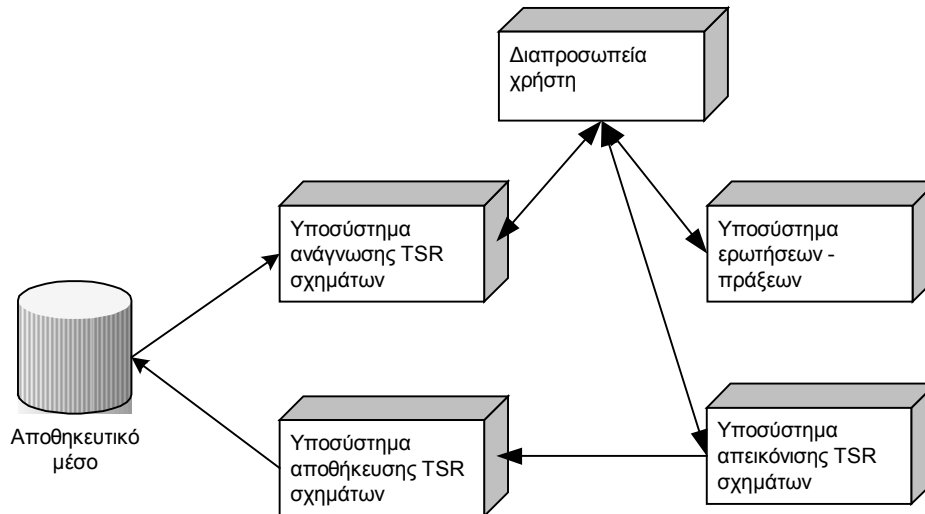 Διαπροσωπεία
χρήστη
Υποσύστημα
ανάγνωσης TSR
σχημάτων
Υποσύστημα
ερωτήσεων -
πράξεων
Αποθηκευτικό
μέσο
Υποσύστημα
αποθήκευσης TSR
σχημάτων
Υποσύστημα
απεικόνισης TSR
σχημάτων